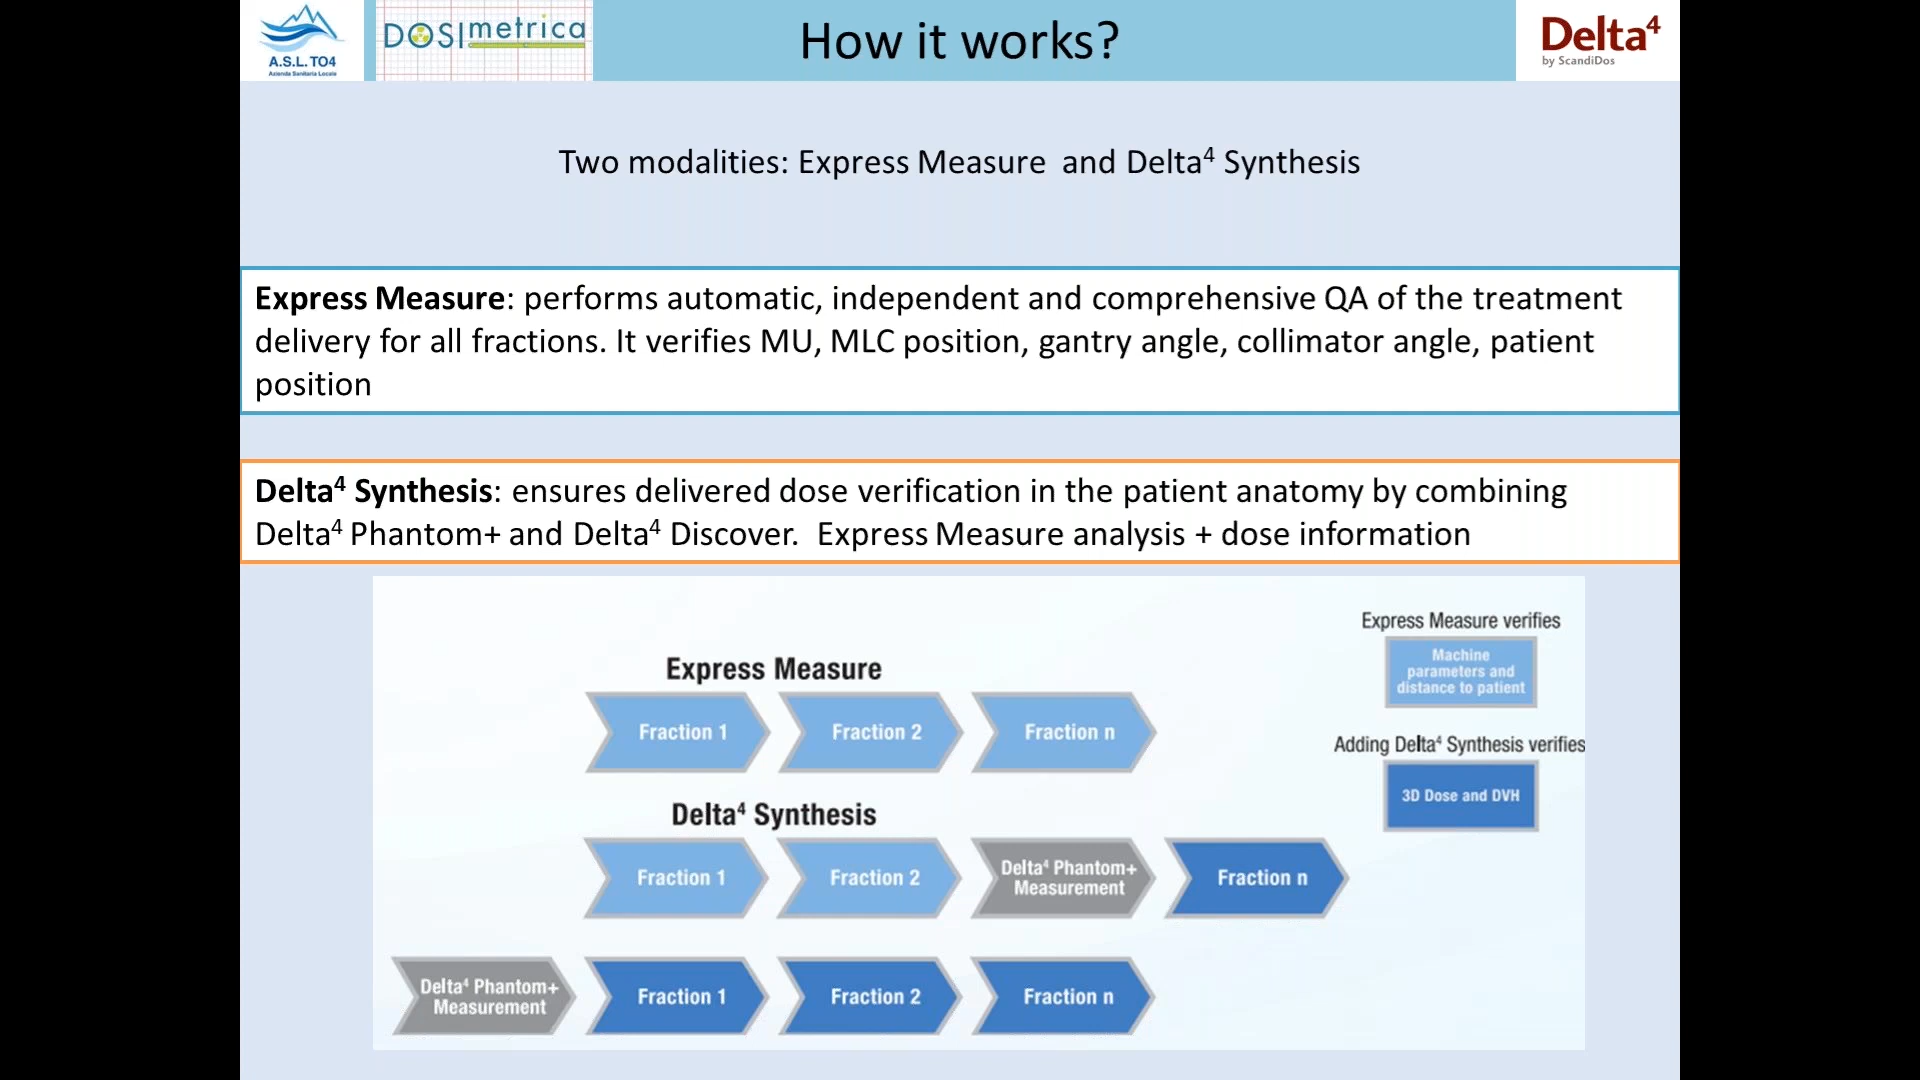 A.S.L. TO4
Azienda Sanitaria Locale
DOSImetrica
How it works?
Delta⁴
by ScandiDos
Two modalities: Express Measure and Delta⁴ Synthesis
Express Measure: performs automatic, independent and comprehensive QA of the treatment
delivery for all fractions. It verifies MU, MLC position, gantry angle, collimator angle, patient
position
Delta⁴ Synthesis: ensures delivered dose verification in the patient anatomy by combining
Delta⁴ Phantom+ and Delta⁴ Discover. Express Measure analysis + dose information
Express Measure verifies
Machine
parameters and
distance to patient
Express Measure
Fraction 1
Fraction 2
Fraction n
Adding Delta⁴ Synthesis verifies
3D Dose and DVH
Delta⁴ Synthesis
Fraction 1
Fraction 2
Delta⁴ Phantom+
Measurement
Fraction n
Delta⁴ Phantom+
Measurement
Fraction 1
Fraction 2
Fraction n